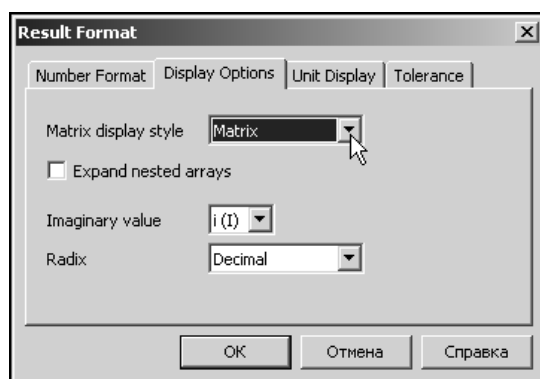 Result Format
Number Format Display Options Unit Display Tolerance
Matrix display style Matrix
Expand nested arrays
Imaginary value i (I)
Radix Decimal
OK Отмена Справка